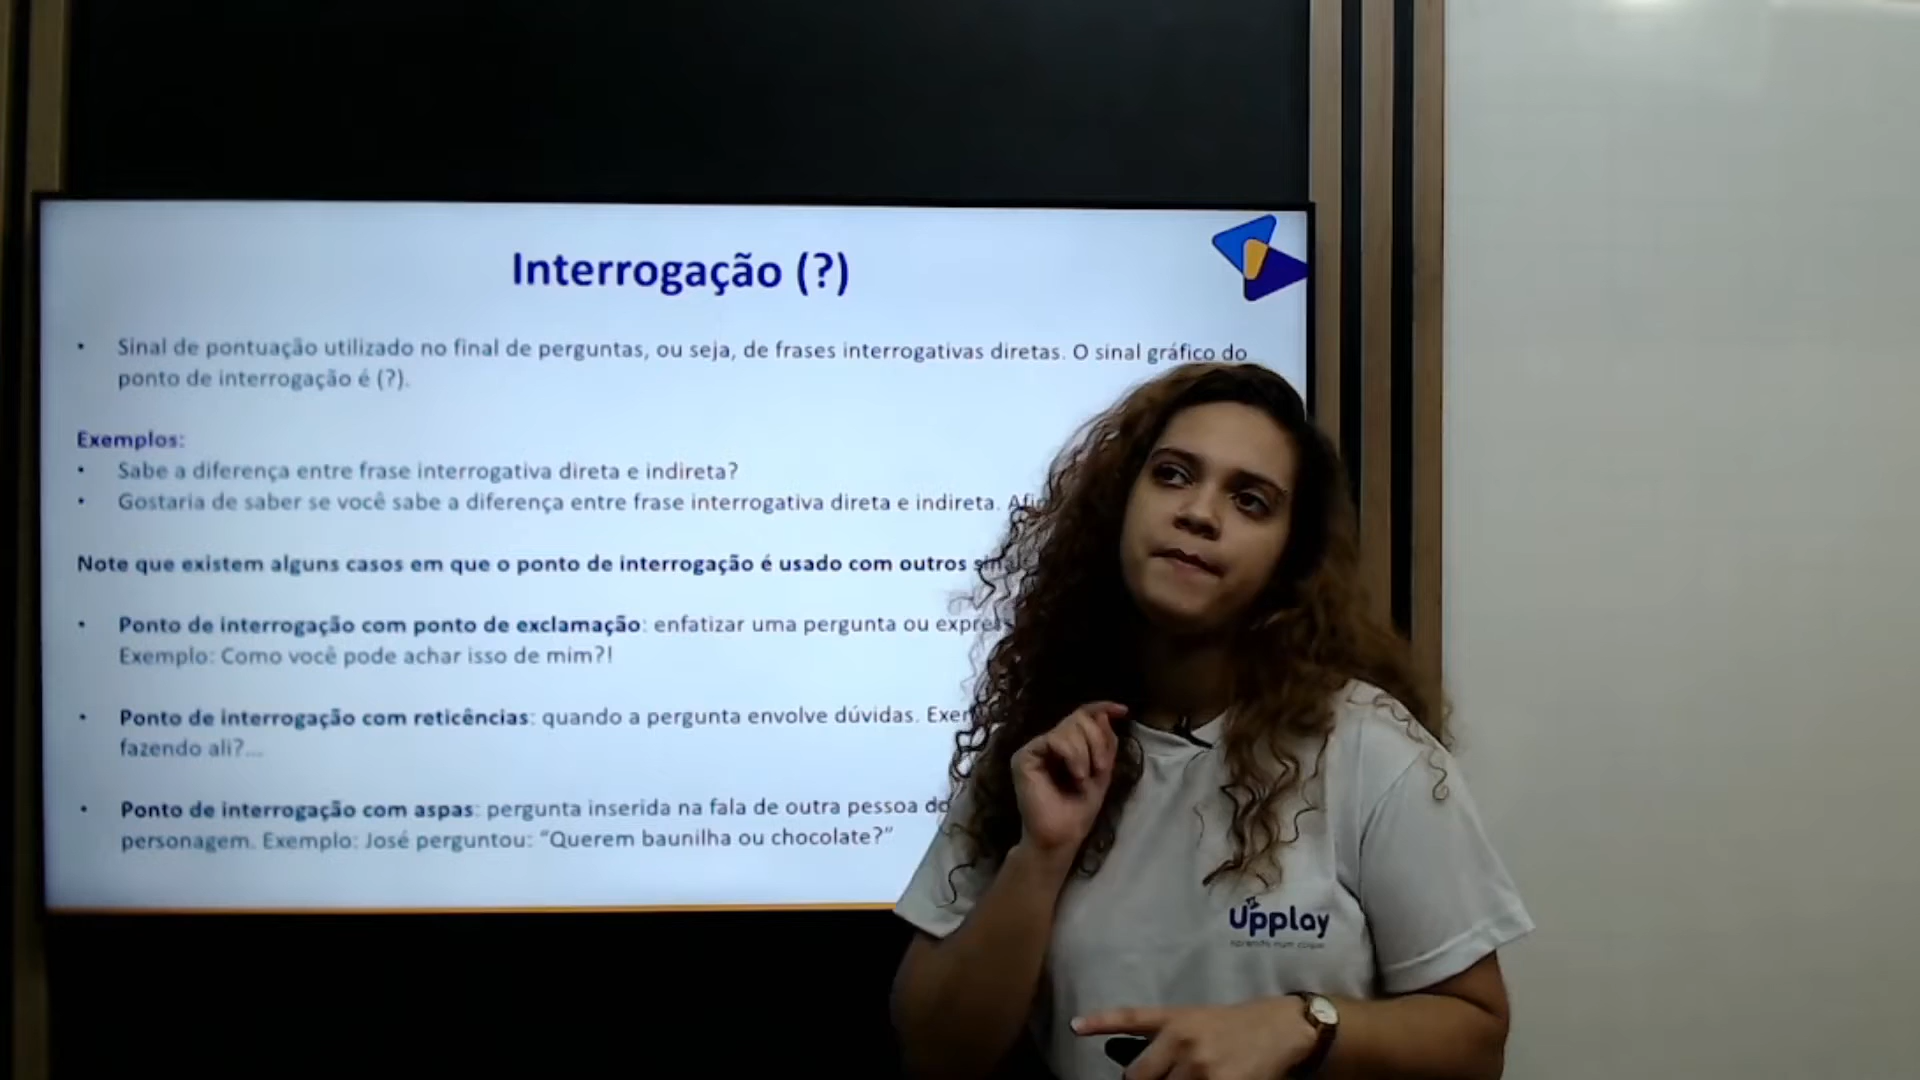 Interrogação (?)
• Sinal de pontuação utilizado no final de perguntas, ou seja, de frases interrogativas diretas. O sinal gráfico do
ponto de interrogação é (?).
Exemplos:
• Sabe a diferença entre frase interrogativa direta e indireta?
• Gostaria de saber se você sabe a diferença entre frase interrogativa direta e indireta.
Note que existem alguns casos em que o ponto de interrogação é usado com outros
• Ponto de interrogação com ponto de exclamação: enfatizar uma pergunta ou
Exemplo: Como você pode achar isso de mim?!
• Ponto de interrogação com reticências: quando a pergunta envolve dúvidas.
fazendo ali?...
• Ponto de interrogação com aspas: pergunta inserida na fala de outra pessoa
personagem. Exemplo: José perguntou: “Querem baunilha ou chocolate?”
Upplay